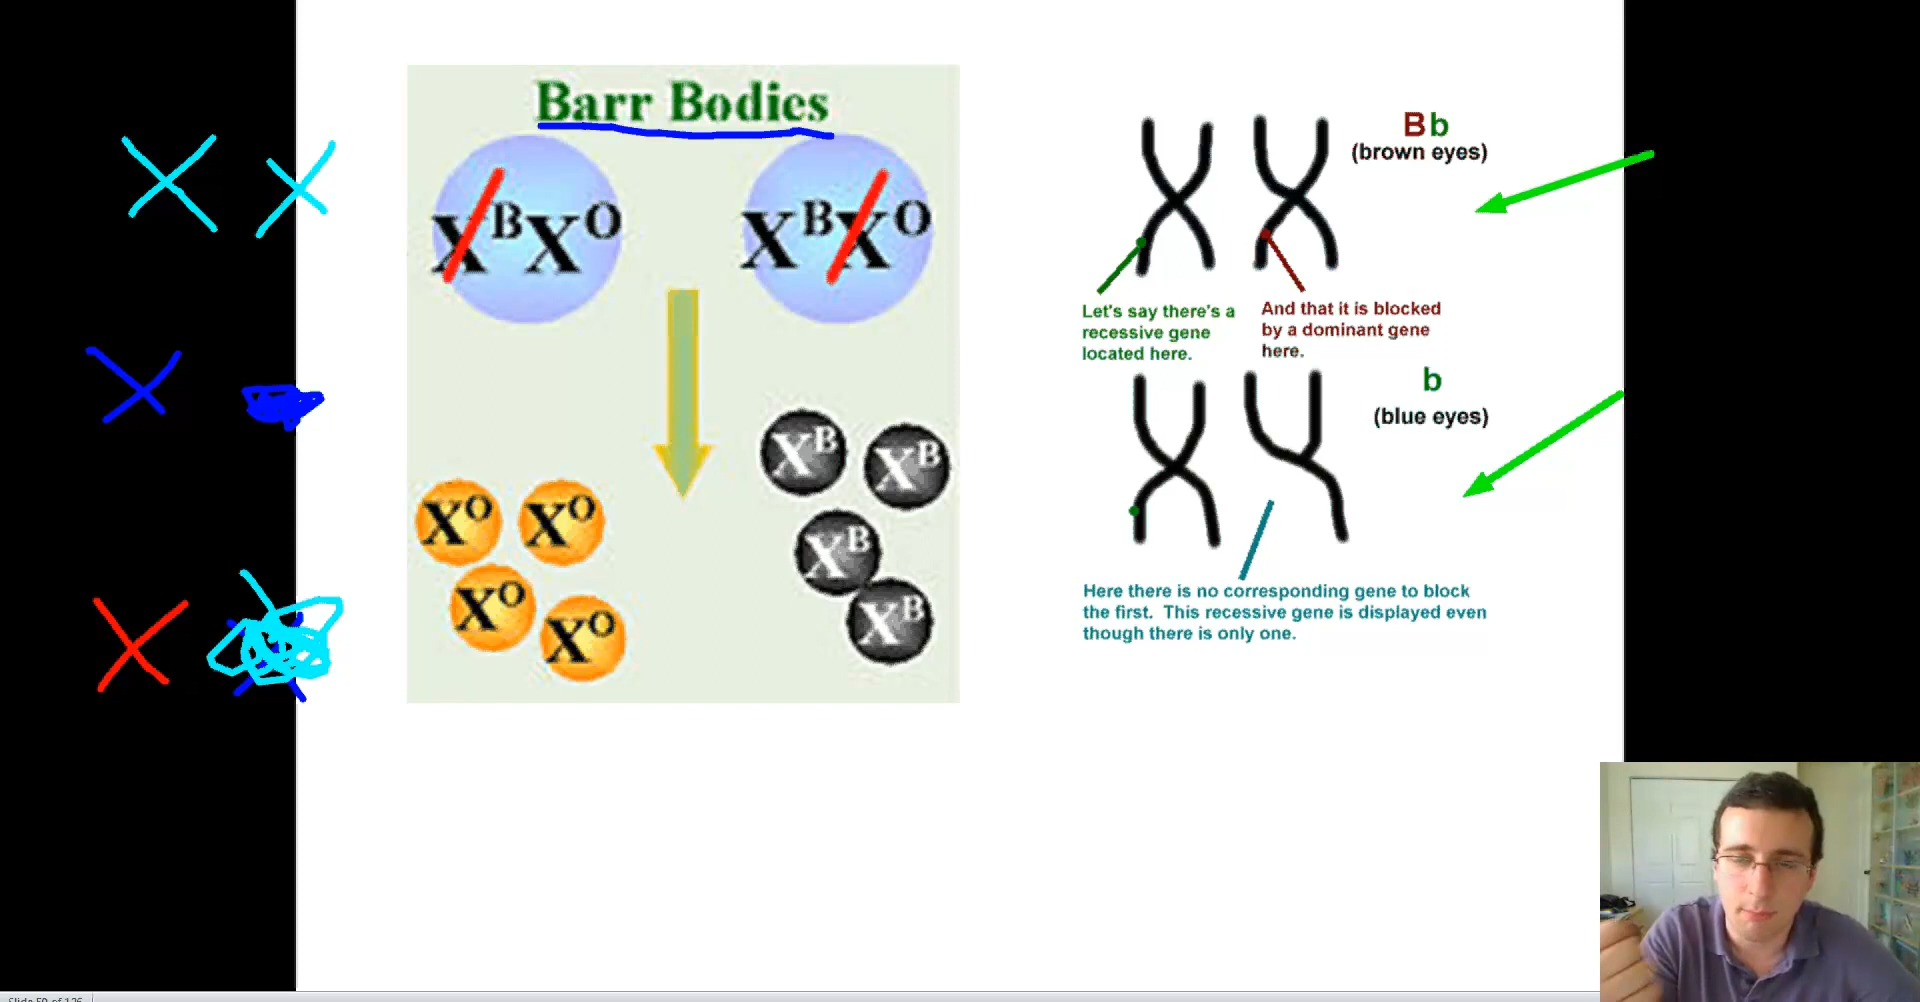 Barr Bodies
XᴮXᴼ
XᴮXᴼ
Xᴮ
Xᴮ
Xᴼ
Xᴼ
Xᴮ
Xᴼ
Xᴼ
Xᴮ
Bb
(brown eyes)
Let's say there's a
recessive gene
located here.
And that it is blocked
by a dominant gene
here.
b
(blue eyes)
Here there is no corresponding gene to block
the first. This recessive gene is displayed even
though there is only one.